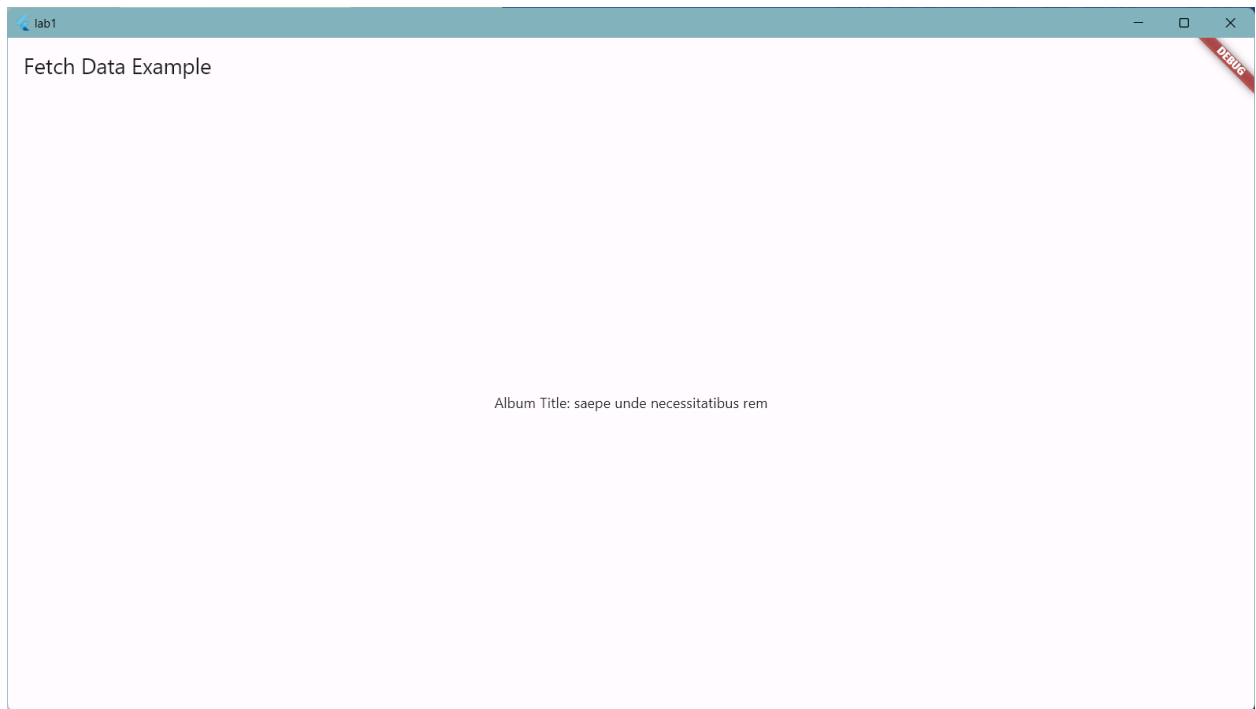 lab1
Fetch Data Example
DEBUG
Album Title: saepe unde necessitatibus rem